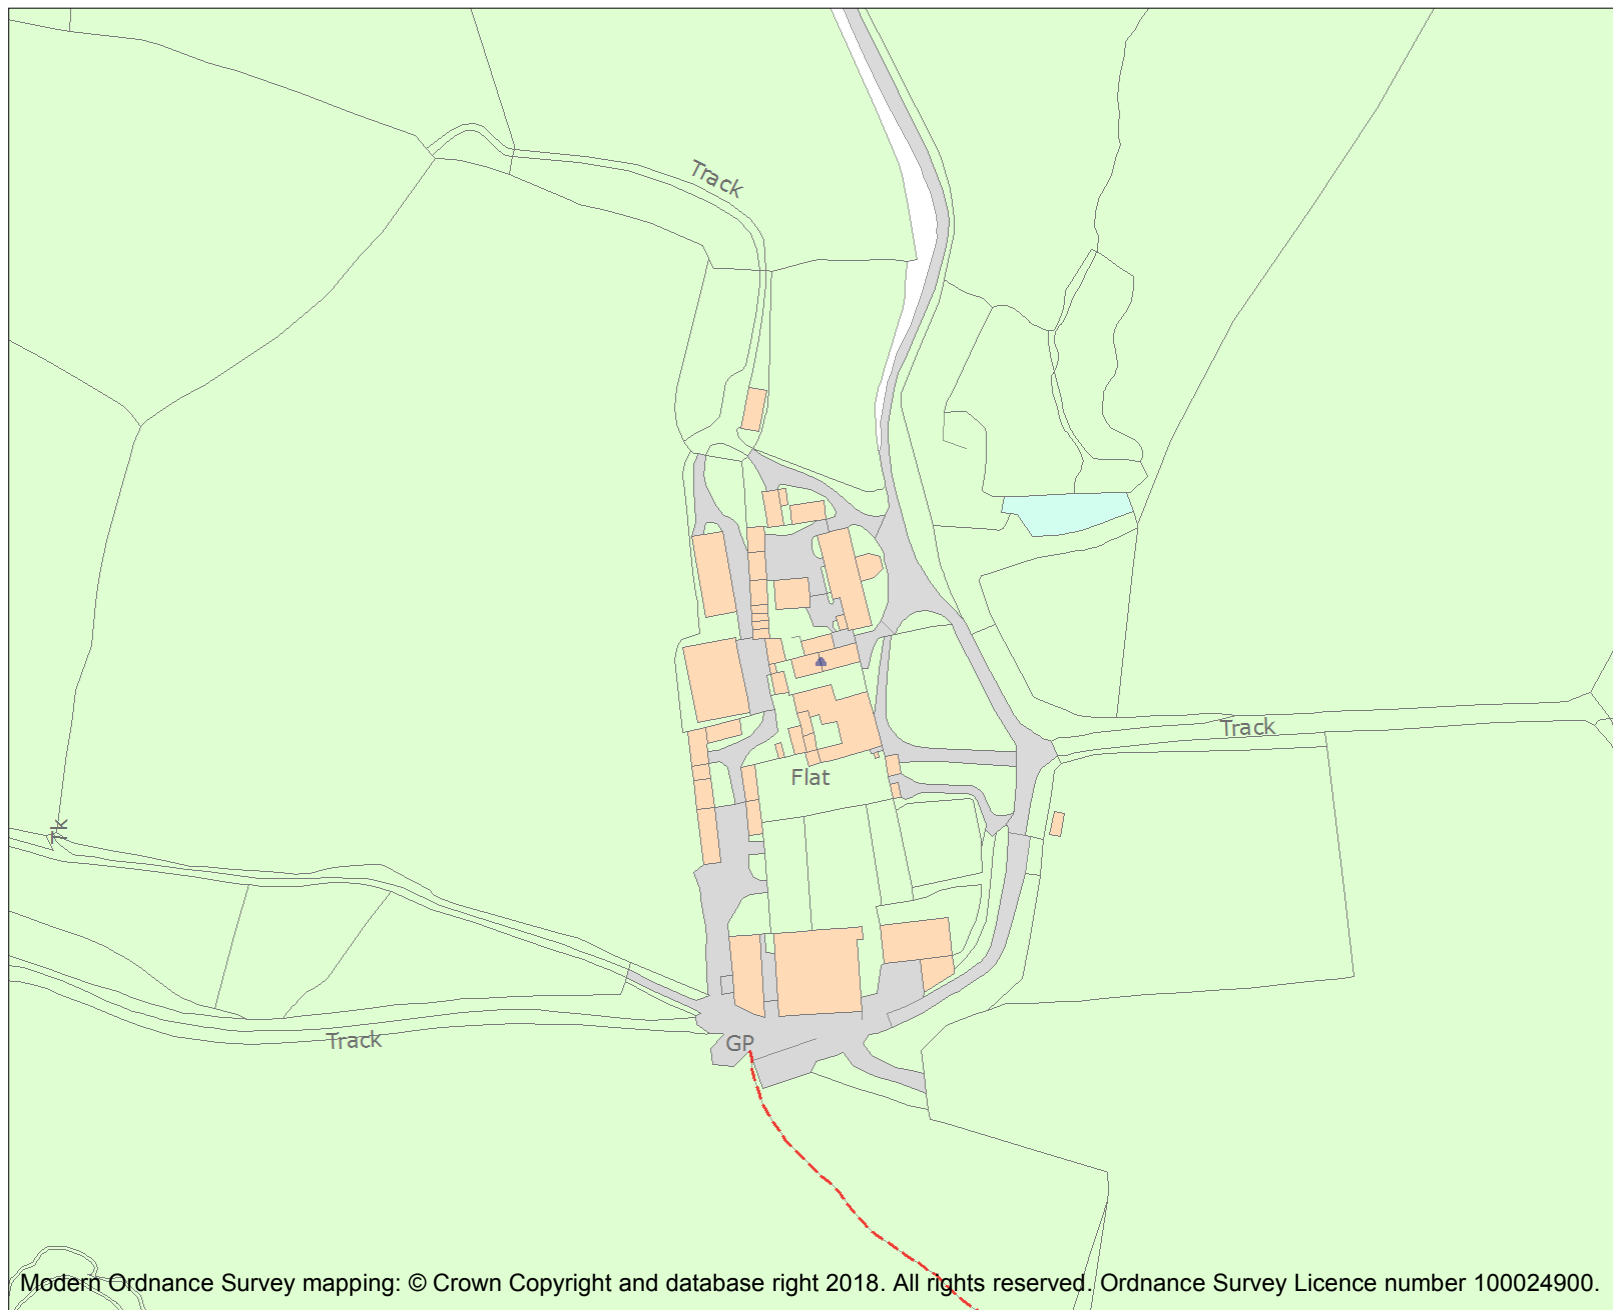 Track
Track
Flat
Tk
Track
GP
Modern Ordnance Survey mapping: © Crown Copyright and database right 2018. All rights reserved. Ordnance Survey Licence number 100024900.